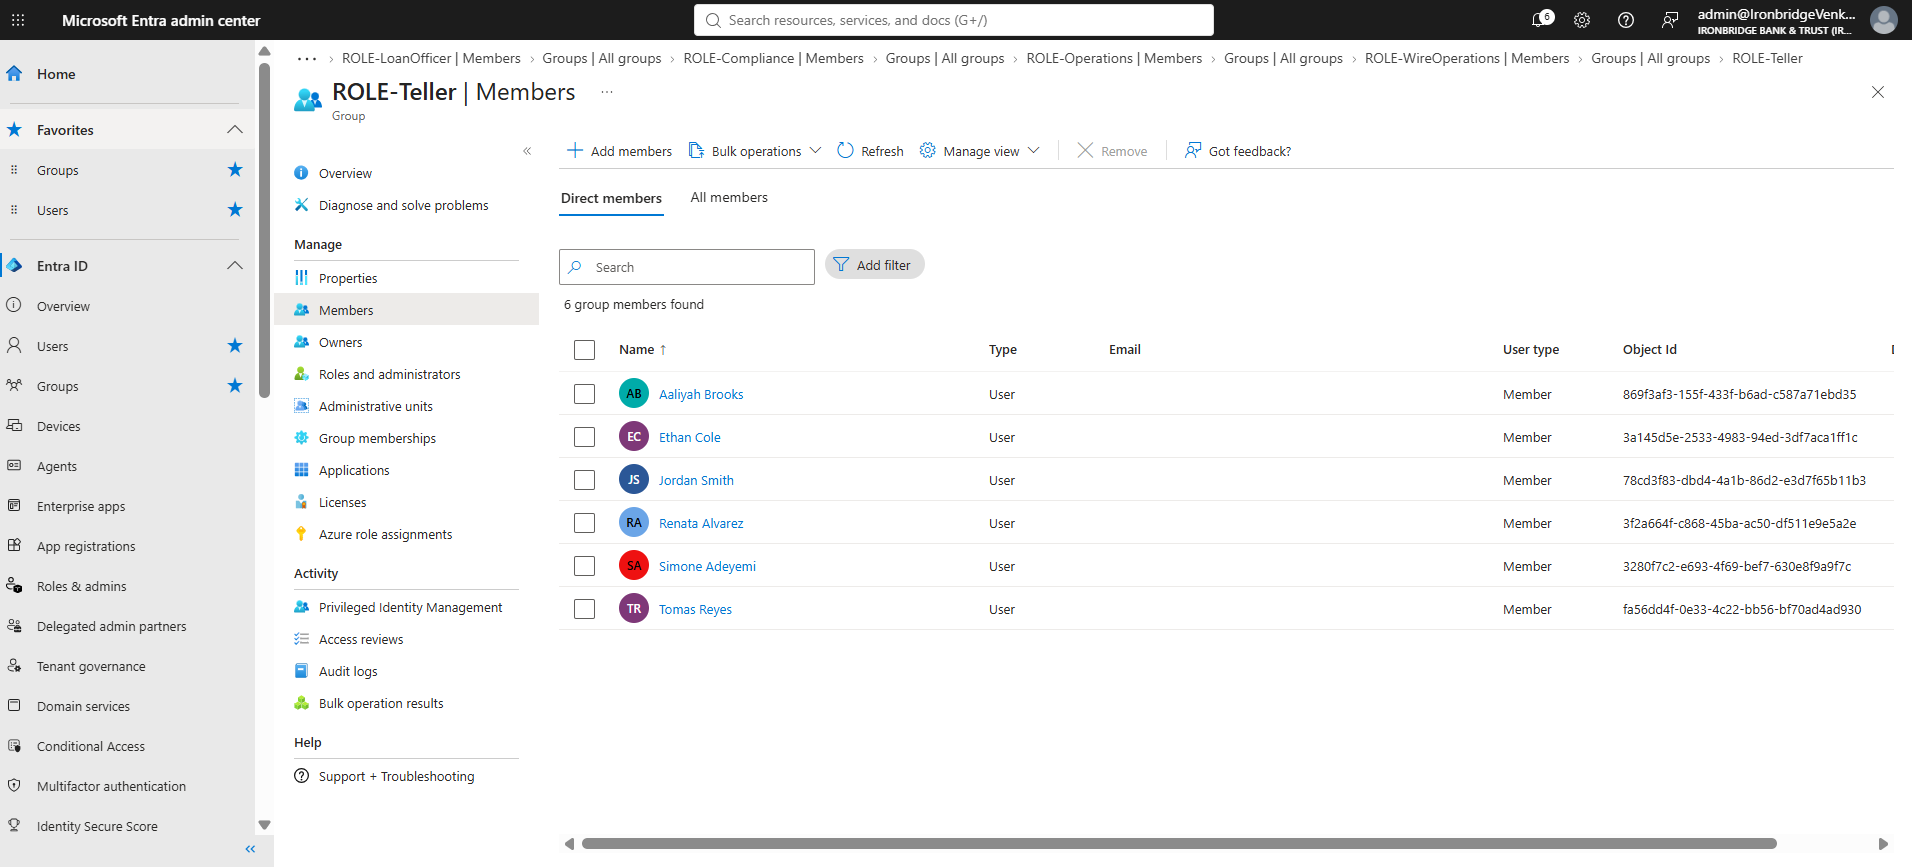 Microsoft Entra admin center
Search resources, services, and docs (G+/)
6
admin@IronbridgeVenk...
IRONBRIDGE BANK & TRUST (IR...
Home
Favorites
Groups
Users
Entra ID
Overview
Users
Groups
Devices
Agents
Enterprise apps
App registrations
Roles & admins
Delegated admin partners
Tenant governance
Domain services
Conditional Access
Multifactor authentication
Identity Secure Score
··· > ROLE-LoanOfficer | Members > Groups | All groups > ROLE-Compliance | Members > Groups | All groups > ROLE-Operations | Members > Groups | All groups > ROLE-WireOperations | Members > Groups | All groups > ROLE-Teller
ROLE-Teller | Members ···
Group
Overview
Diagnose and solve problems
Manage
Properties
Members
Owners
Roles and administrators
Administrative units
Group memberships
Applications
Licenses
Azure role assignments
Activity
Privileged Identity Management
Access reviews
Audit logs
Bulk operation results
Help
Support + Troubleshooting
Add members Bulk operations Refresh Manage view Remove Got feedback?
Direct members All members
Search Add filter
6 group members found
Name ↑ Type Email User type Object Id
AB Aaliyah Brooks User Member 869f3af3-155f-433f-b6ad-c587a71ebd35
EC Ethan Cole User Member 3a145d5e-2533-4983-94ed-3df7aca1ff1c
JS Jordan Smith User Member 78cd3f83-dbd4-4a1b-86d2-e3d7f65b11b3
RA Renata Alvarez User Member 3f2a664f-c868-45ba-ac50-df511e9e5a2e
SA Simone Adeyemi User Member 3280f7c2-e693-4f69-bef7-630e8f9a9f7c
TR Tomas Reyes User Member fa56dd4f-0e33-4c22-bb56-bf70ad4ad930